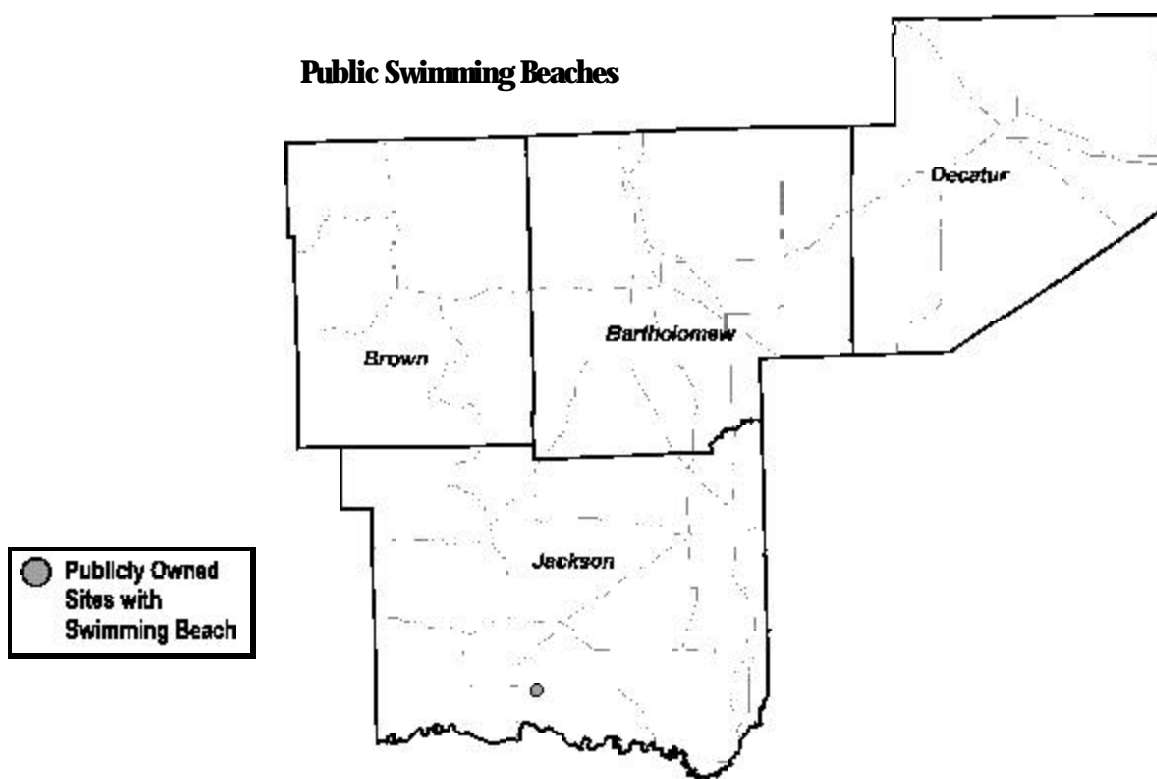 Public Swimming Beaches
Decatur
Bartholomew
Brown
Jackson
Publicly Owned
Sites with
Swimming Beach